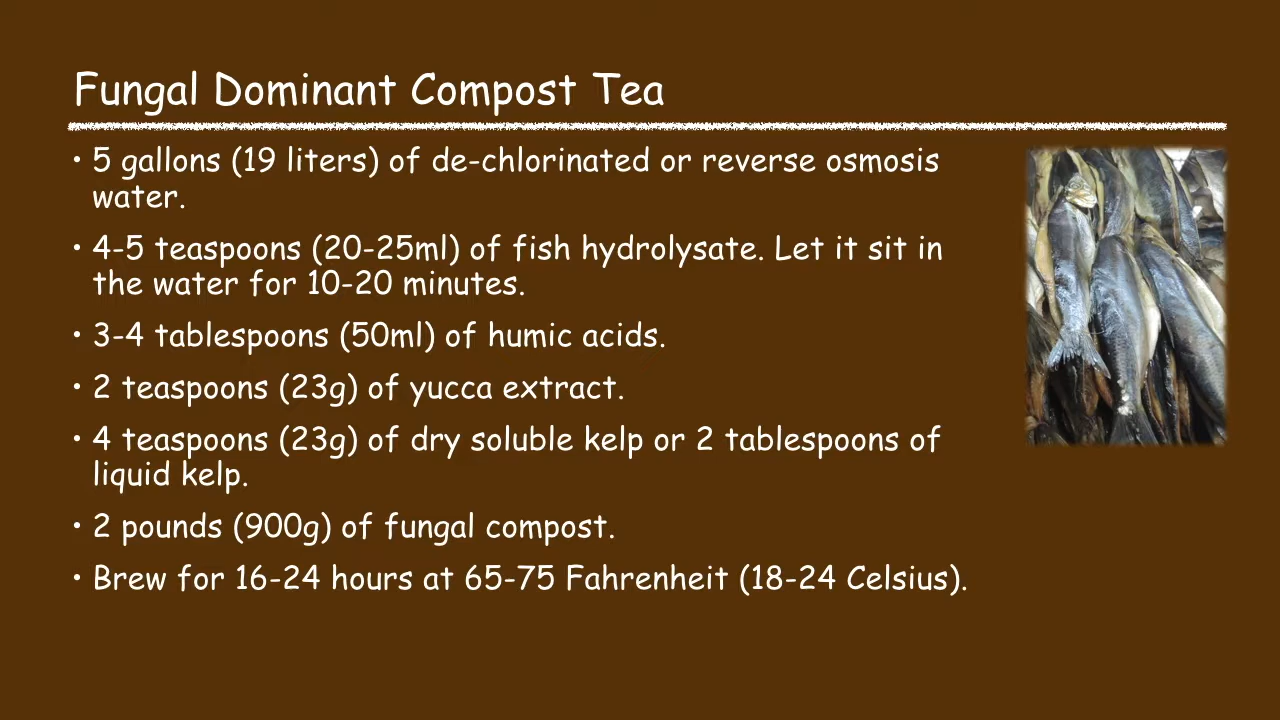 Fungal Dominant Compost Tea
• 5 gallons (19 liters) of de-chlorinated or reverse osmosis
water.
• 4-5 teaspoons (20-25ml) of fish hydrolysate. Let it sit in
the water for 10-20 minutes.
• 3-4 tablespoons (50ml) of humic acids.
• 2 teaspoons (23g) of yucca extract.
• 4 teaspoons (23g) of dry soluble kelp or 2 tablespoons of
liquid kelp.
• 2 pounds (900g) of fungal compost.
• Brew for 16-24 hours at 65-75 Fahrenheit (18-24 Celsius).